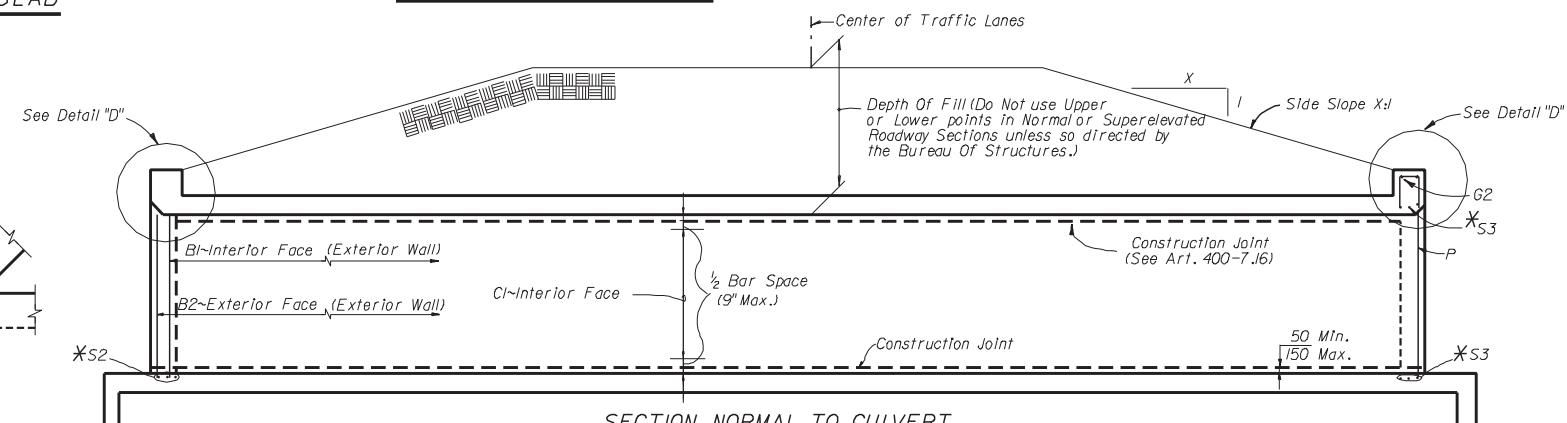 SLAB
Center of Traffic Lanes
X
1
See Detail "D"
Depth Of Fill (Do Not use Upper
or Lower points in Normal or Superelevated
Roadway Sections unless so directed by
the Bureau Of Structures.)
Side Slope X:1
See Detail "D"
G2
*S3
B1~Interior Face (Exterior Wall)
Construction Joint
(See Art. 400-7.16)
P
C1~Interior Face
½ Bar Space
(9" Max.)
B2~Exterior Face (Exterior Wall)
*S2
Construction Joint
50 Min.
150 Max.
*S3
SECTION NORMAL TO CULVERT